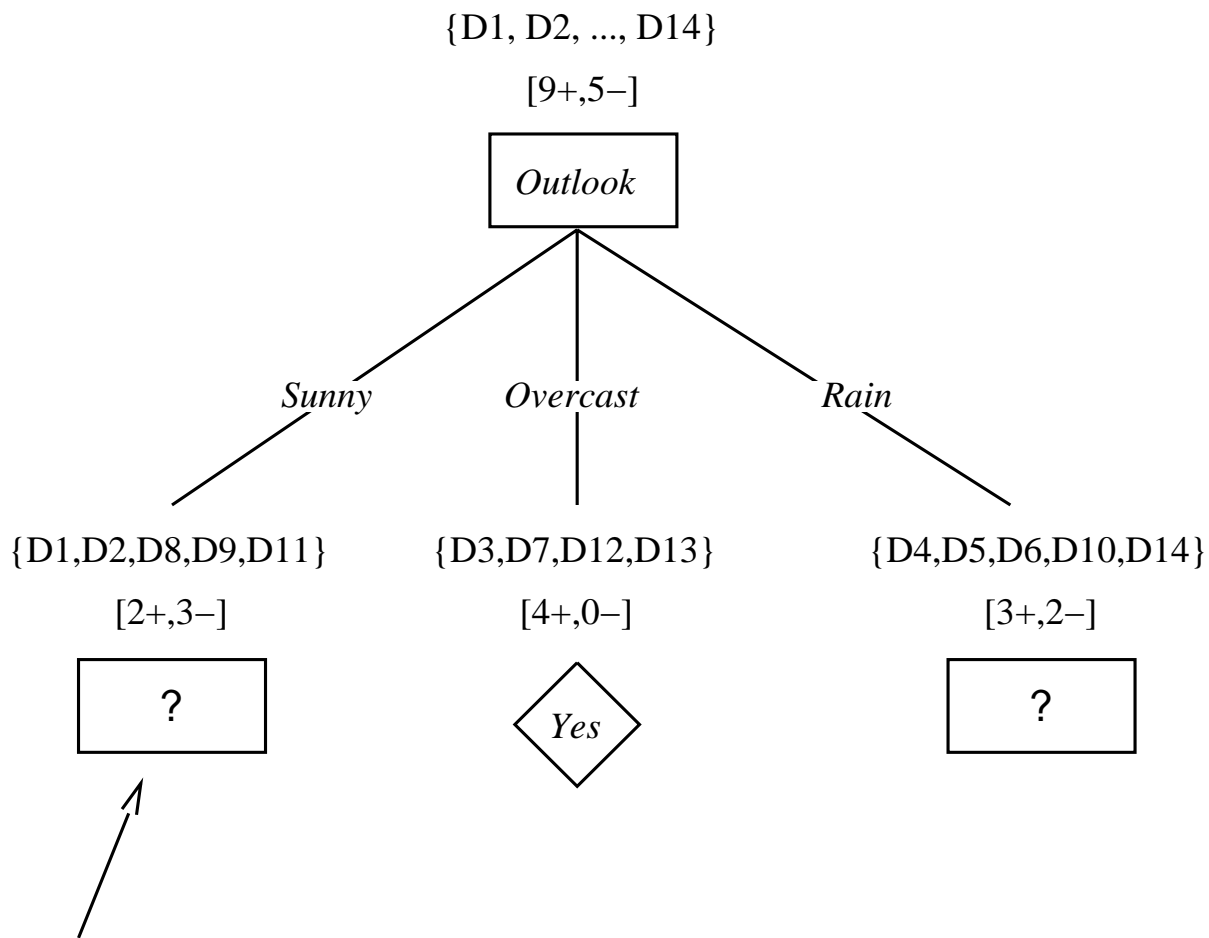 {D1, D2, ..., D14}
[9+,5−]
Outlook
Sunny Overcast Rain
{D1,D2,D8,D9,D11} {D3,D7,D12,D13} {D4,D5,D6,D10,D14}
[2+,3−] [4+,0−] [3+,2−]
? Yes ?